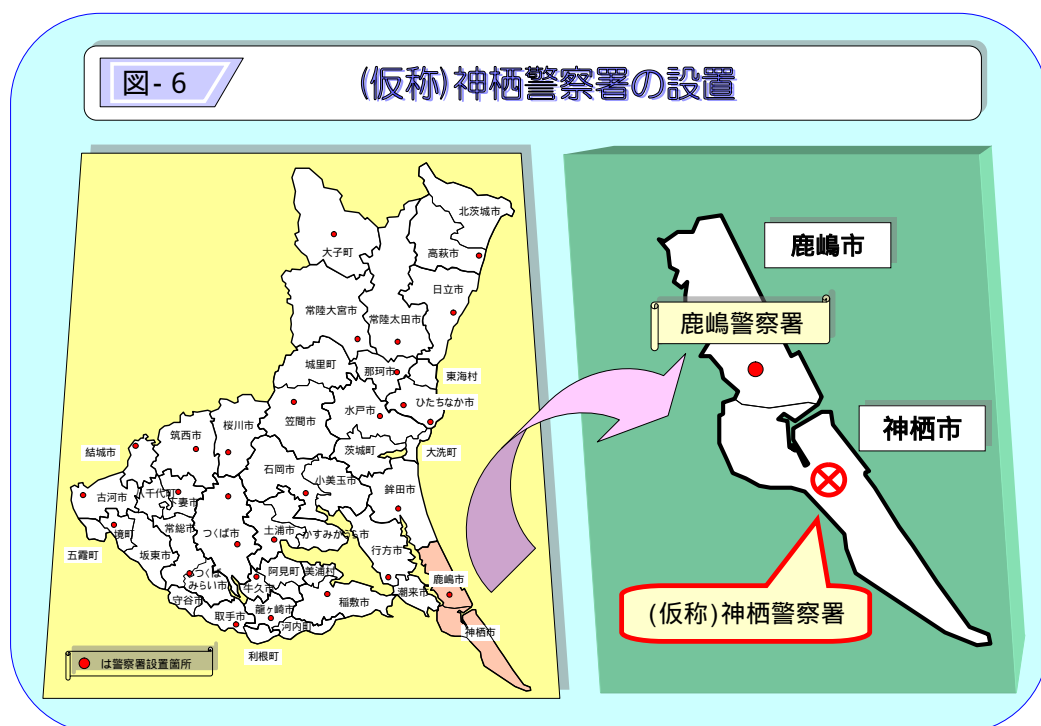 図-6
(仮称)神栖警察署の設置
北茨城市
大子町
高萩市
日立市
常陸大宮市
常陸太田市
城里町
那珂市
東海村
ひたちなか市
水戸市
笠間市
桜川市
筑西市
結城市
茨城町
大洗町
石岡市
小美玉市
鉾田市
古河市
八千代町
下妻市
境町
五霞町
常総市
つくば市
土浦市
かすみがうら市
坂東市
行方市
つくば
みらい市
阿見町
美浦村
牛久市
鹿嶋市
潮来市
稲敷市
守谷市
取手市
龍ヶ崎市
河内町
神栖市
利根町
は警察署設置箇所
鹿嶋市
鹿嶋警察署
神栖市
(仮称)神栖警察署